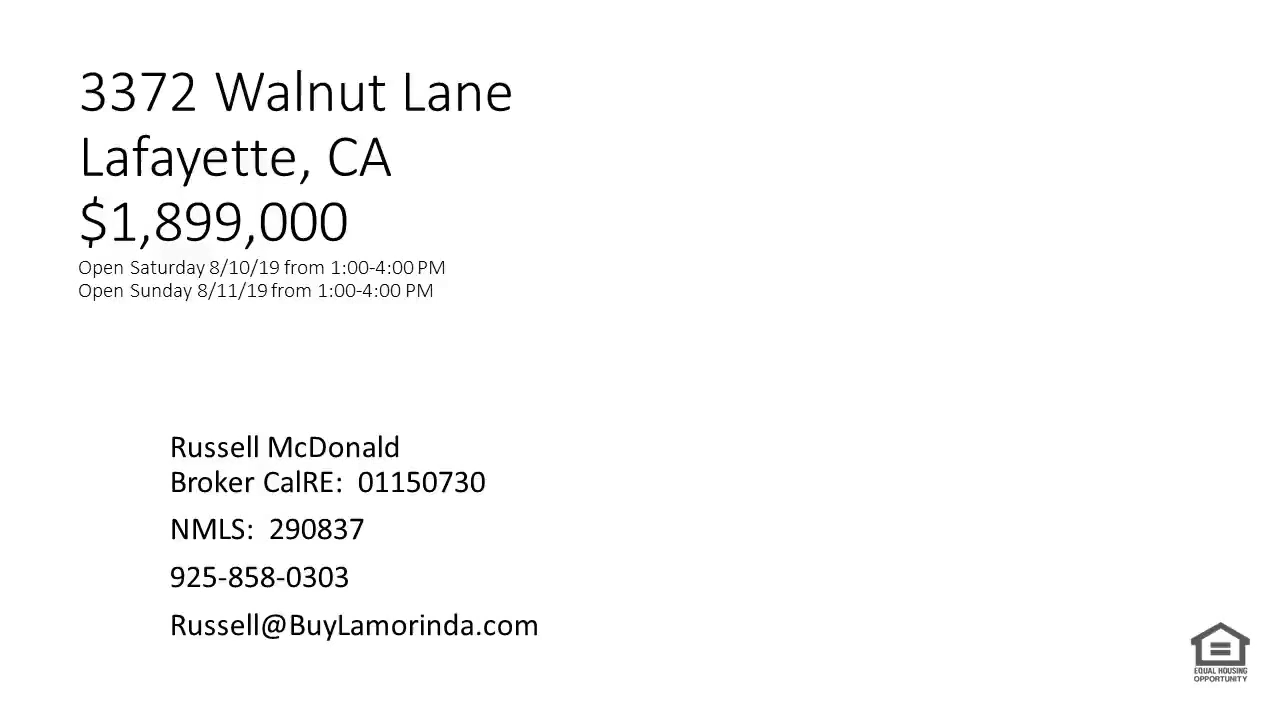 3372 Walnut Lane
Lafayette, CA
$1,899,000
Open Saturday 8/10/19 from 1:00-4:00 PM
Open Sunday 8/11/19 from 1:00-4:00 PM
Russell McDonald
Broker CalRE:  01150730
NMLS:  290837
925-858-0303
Russell@BuyLamorinda.com
EQUAL HOUSING
OPPORTUNITY